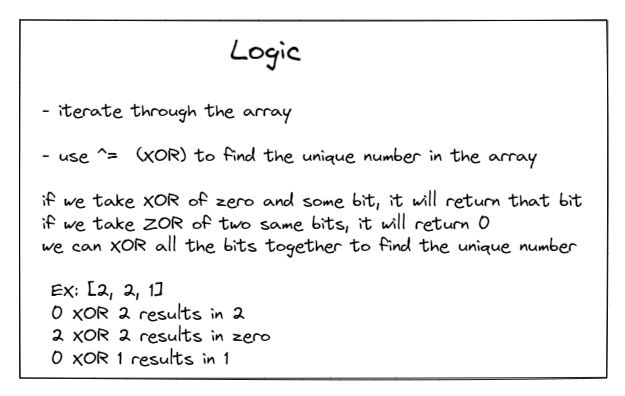 Logic
- iterate through the array
- use ^= (XOR) to find the unique number in the array
if we take XOR of zero and some bit, it will return that bit
if we take ZOR of two same bits, it will return 0
we can XOR all the bits together to find the unique number
Ex: [2, 2, 1]
0 XOR 2 results in 2
2 XOR 2 results in zero
0 XOR 1 results in 1